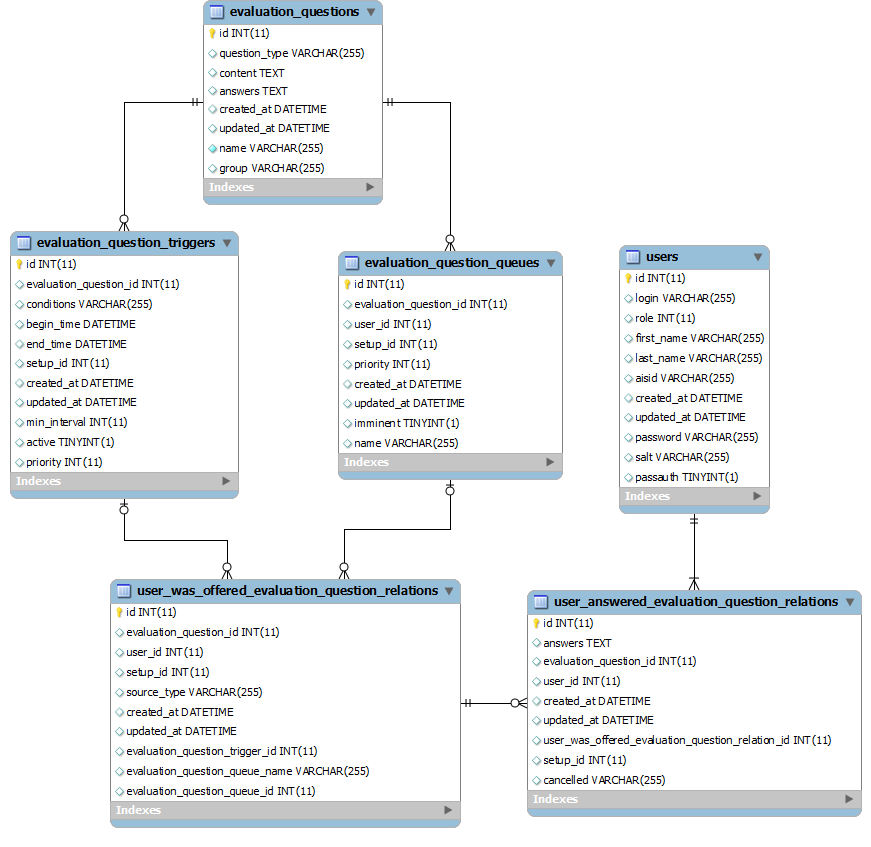 evaluation_questions
id INT(11)
question_type VARCHAR(255)
content TEXT
answers TEXT
created_at DATETIME
updated_at DATETIME
name VARCHAR(255)
group VARCHAR(255)
Indexes
evaluation_question_triggers
id INT(11)
evaluation_question_id INT(11)
conditions VARCHAR(255)
begin_time DATETIME
end_time DATETIME
setup_id INT(11)
created_at DATETIME
updated_at DATETIME
min_interval INT(11)
active TINYINT(1)
priority INT(11)
Indexes
evaluation_question_queues
id INT(11)
evaluation_question_id INT(11)
user_id INT(11)
setup_id INT(11)
priority INT(11)
created_at DATETIME
updated_at DATETIME
imminent TINYINT(1)
name VARCHAR(255)
Indexes
users
id INT(11)
login VARCHAR(255)
role INT(11)
first_name VARCHAR(255)
last_name VARCHAR(255)
aisid VARCHAR(255)
created_at DATETIME
updated_at DATETIME
password VARCHAR(255)
salt VARCHAR(255)
passauth TINYINT(1)
Indexes
user_was_offered_evaluation_question_relations
id INT(11)
evaluation_question_id INT(11)
user_id INT(11)
setup_id INT(11)
source_type VARCHAR(255)
created_at DATETIME
updated_at DATETIME
evaluation_question_trigger_id INT(11)
evaluation_question_queue_name VARCHAR(255)
evaluation_question_queue_id INT(11)
Indexes
user_answered_evaluation_question_relations
id INT(11)
answers TEXT
evaluation_question_id INT(11)
user_id INT(11)
created_at DATETIME
updated_at DATETIME
user_was_offered_evaluation_question_relation_id INT(11)
setup_id INT(11)
cancelled VARCHAR(255)
Indexes